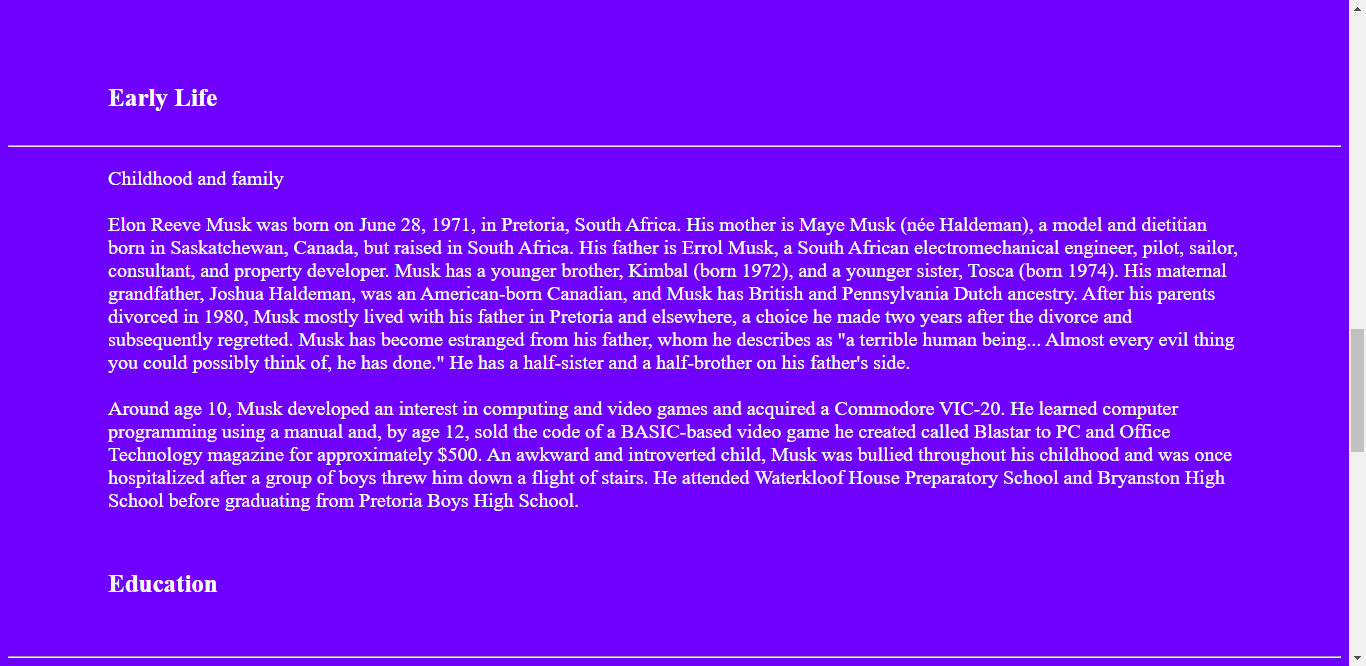 Early Life
Childhood and family
Elon Reeve Musk was born on June 28, 1971, in Pretoria, South Africa. His mother is Maye Musk (née Haldeman), a model and dietitian
born in Saskatchewan, Canada, but raised in South Africa. His father is Errol Musk, a South African electromechanical engineer, pilot, sailor,
consultant, and property developer. Musk has a younger brother, Kimbal (born 1972), and a younger sister, Tosca (born 1974). His maternal
grandfather, Joshua Haldeman, was an American-born Canadian, and Musk has British and Pennsylvania Dutch ancestry. After his parents
divorced in 1980, Musk mostly lived with his father in Pretoria and elsewhere, a choice he made two years after the divorce and
subsequently regretted. Musk has become estranged from his father, whom he describes as "a terrible human being... Almost every evil thing
you could possibly think of, he has done." He has a half-sister and a half-brother on his father's side.
Around age 10, Musk developed an interest in computing and video games and acquired a Commodore VIC-20. He learned computer
programming using a manual and, by age 12, sold the code of a BASIC-based video game he created called Blastar to PC and Office
Technology magazine for approximately $500. An awkward and introverted child, Musk was bullied throughout his childhood and was once
hospitalized after a group of boys threw him down a flight of stairs. He attended Waterkloof House Preparatory School and Bryanston High
School before graduating from Pretoria Boys High School.
Education